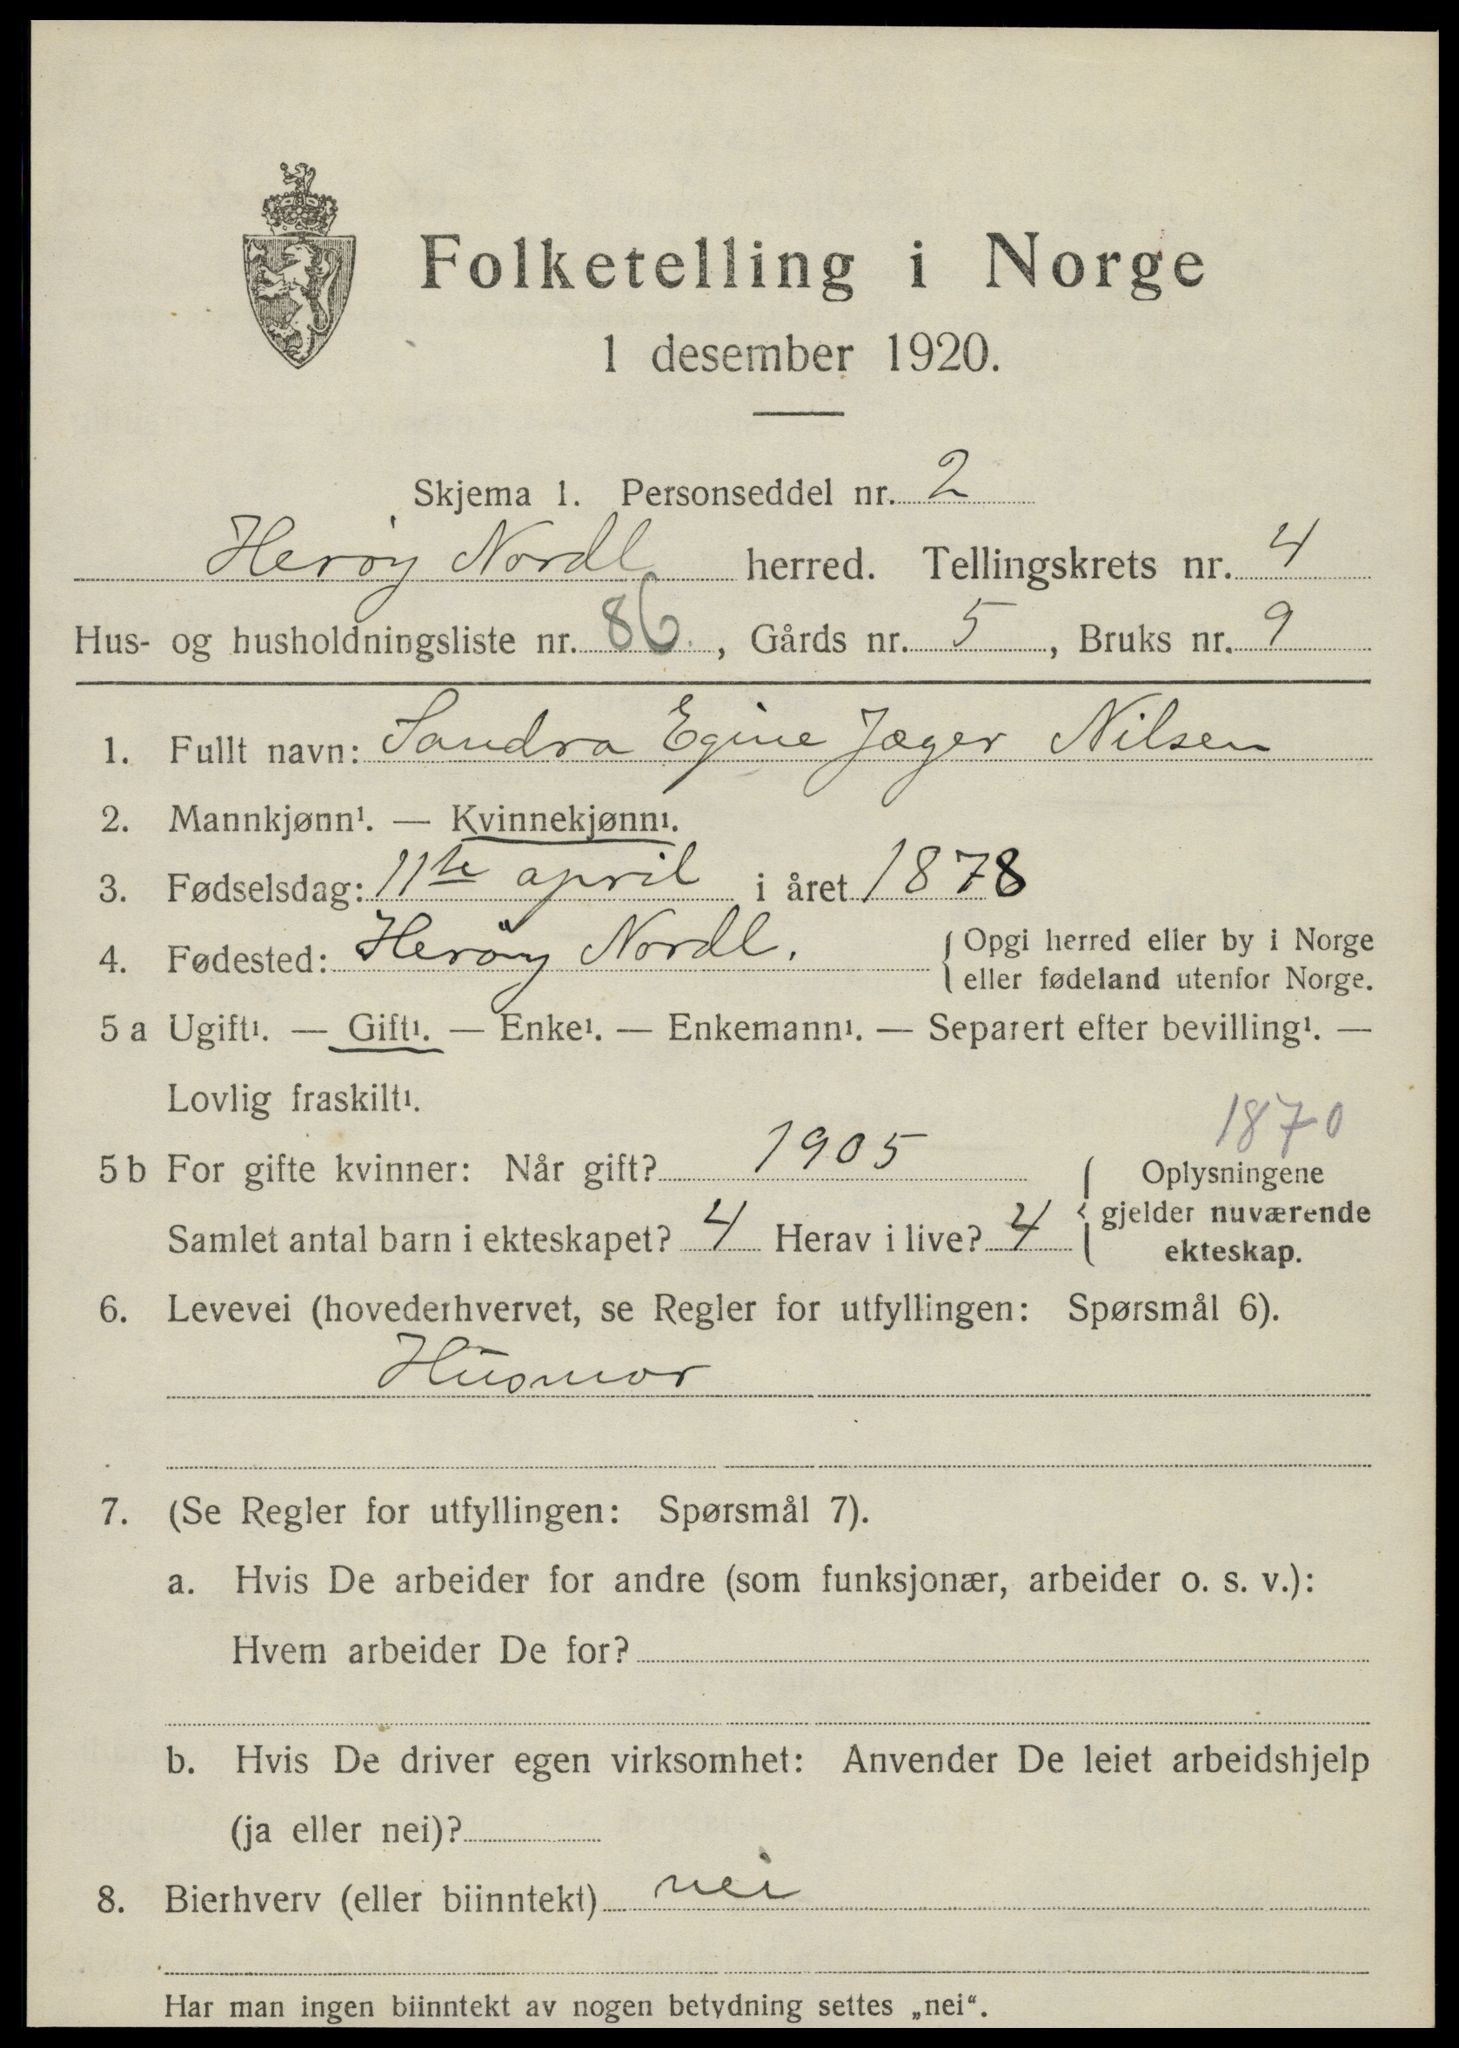 Folketelling i Norge
1 desember 1920.
Skjema 1. Personseddel nr. 2
Herøy Nordl. herred. Tellingskrets nr. 4
Hus- og husholdningsliste nr. 86, Gårds nr. 5, Bruks nr. 9
1. Fullt navn: Sandra Egine Jæger Nilsen
2. Mannkjønn¹. — Kvinnekjønn¹.
3. Fødselsdag: 11te april i året 1878
4. Fødested: Herøy Nordl. { Opgi herred eller by i Norge
eller fødeland utenfor Norge.
5 a Ugift¹. — Gift¹. — Enke¹. — Enkemann¹. — Separert efter bevilling¹. —
Lovlig fraskilt¹.
1870
5 b For gifte kvinner: Når gift? 1905 { Oplysningene
gjelder nuværende
Samlet antal barn i ekteskapet? 4 Herav i live? 4
ekteskap.
6. Levevei (hovederhvervet, se Regler for utfyllingen: Spørsmål 6).
Husmor
7. (Se Regler for utfyllingen: Spørsmål 7).
a. Hvis De arbeider for andre (som funksjonær, arbeider o. s. v.):
Hvem arbeider De for?
b. Hvis De driver egen virksomhet: Anvender De leiet arbeidshjelp
(ja eller nei)?
8. Bierhverv (eller biinntekt) nei
Har man ingen biinntekt av nogen betydning settes „nei“.